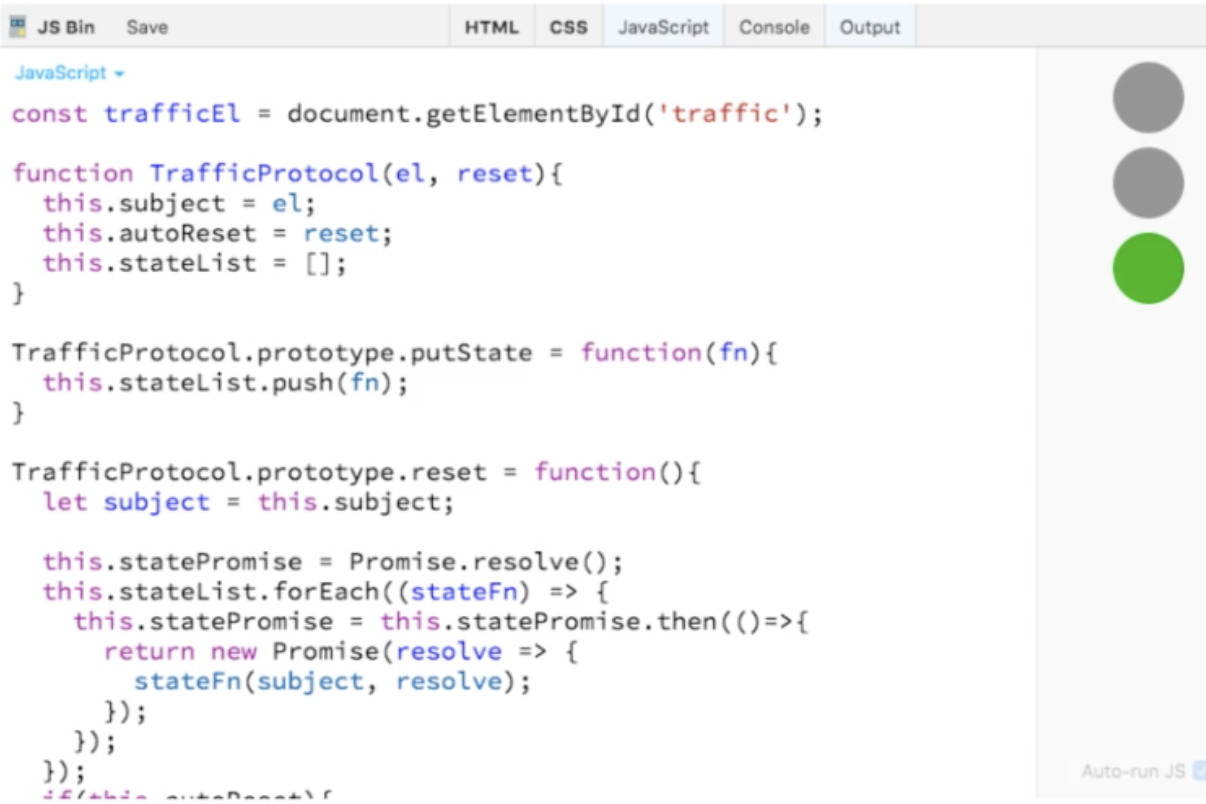 JS Bin Save HTML CSS JavaScript Console Output
JavaScript
const trafficEl = document.getElementById('traffic');
function TrafficProtocol(el, reset){
this.subject = el;
this.autoReset = reset;
this.stateList = [];
}
TrafficProtocol.prototype.putState = function(fn){
this.stateList.push(fn);
}
TrafficProtocol.prototype.reset = function(){
let subject = this.subject;
this.statePromise = Promise.resolve();
this.stateList.forEach((stateFn) => {
this.statePromise = this.statePromise.then(()=>{
return new Promise(resolve => {
stateFn(subject, resolve);
});
});
});
if(this.autoReset){
Auto-run JS